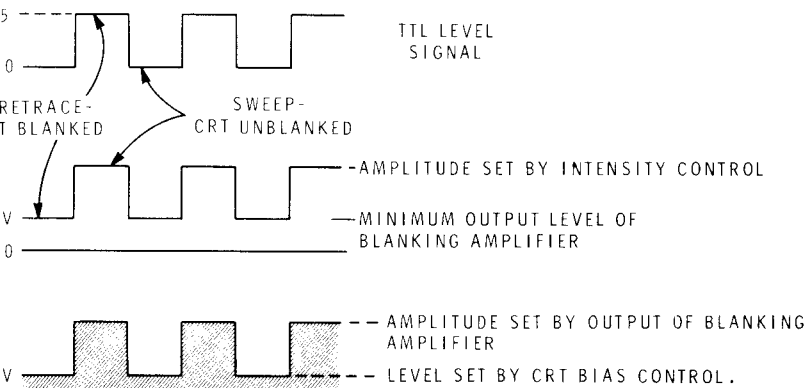 5
TTL LEVEL
SIGNAL
0
RETRACE-
T BLANKED
SWEEP-
CRT UNBLANKED
AMPLITUDE SET BY INTENSITY CONTROL
V
MINIMUM OUTPUT LEVEL OF
BLANKING AMPLIFIER
0
AMPLITUDE SET BY OUTPUT OF BLANKING
AMPLIFIER
V
LEVEL SET BY CRT BIAS CONTROL.